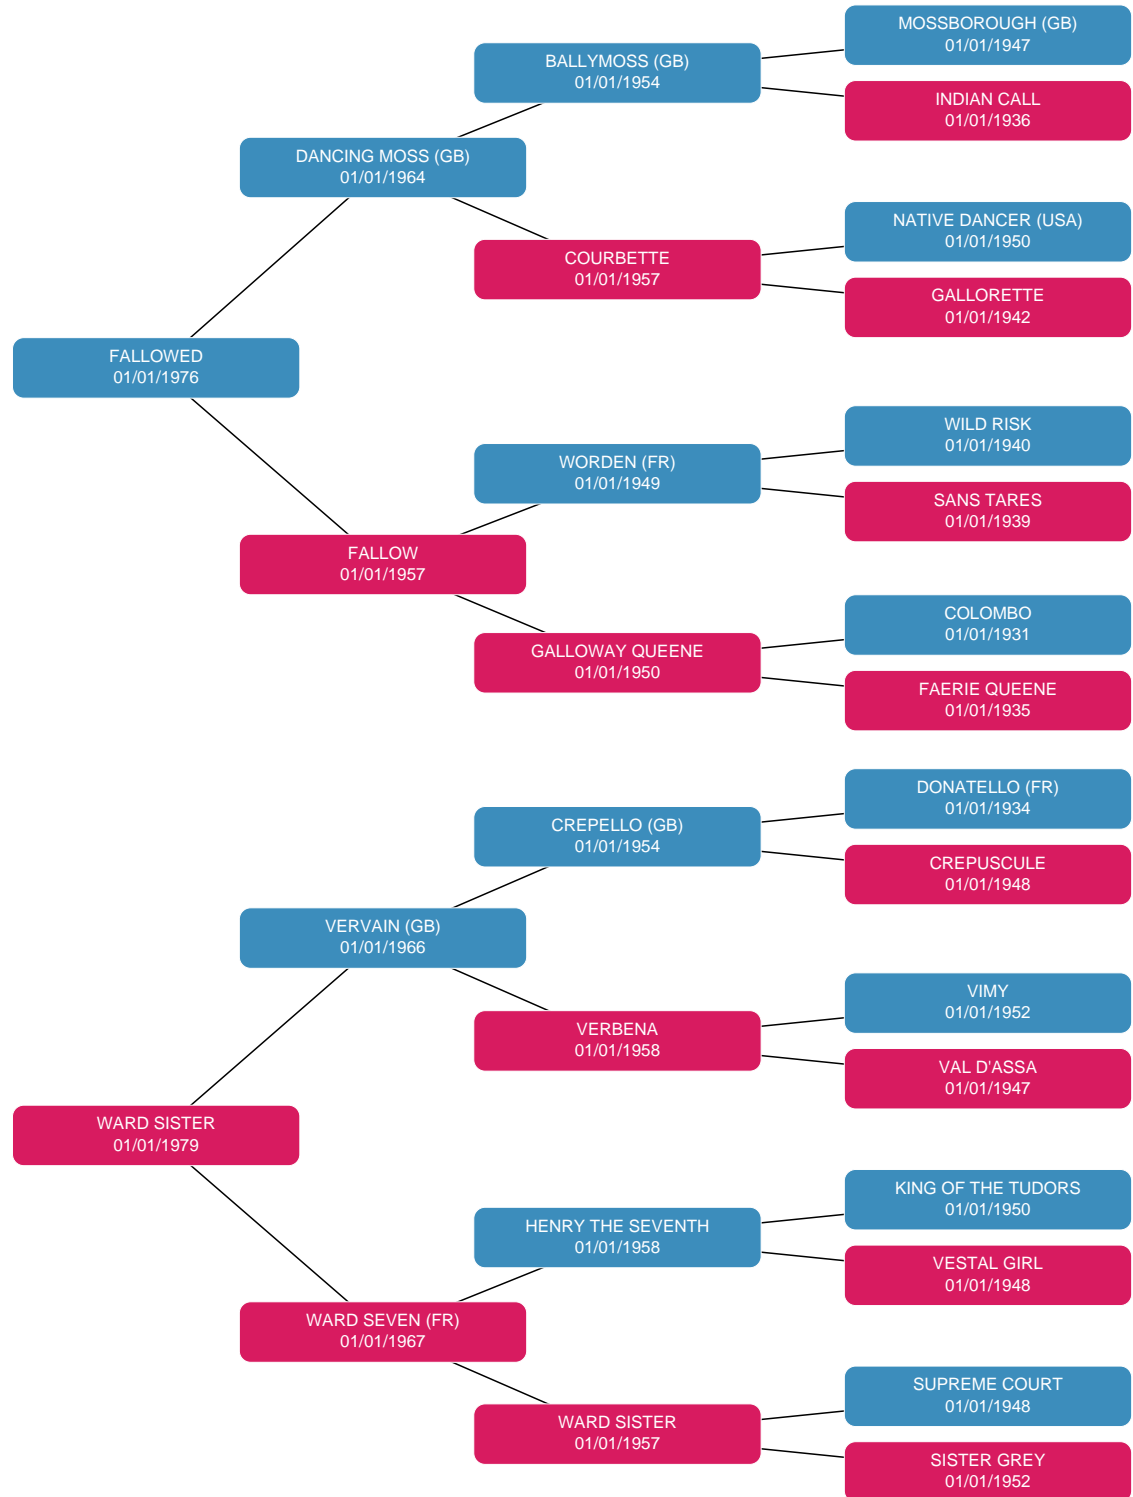 MOSSBOROUGH (GB)
01/01/1947
BALLYMOSS (GB)
01/01/1954
INDIAN CALL
01/01/1936
DANCING MOSS (GB)
01/01/1964
NATIVE DANCER (USA)
01/01/1950
COURBETTE
01/01/1957
GALLORETTE
01/01/1942
FALLOWED
01/01/1976
WILD RISK
01/01/1940
WORDEN (FR)
01/01/1949
SANS TARES
01/01/1939
FALLOW
01/01/1957
COLOMBO
01/01/1931
GALLOWAY QUEENE
01/01/1950
FAERIE QUEENE
01/01/1935
DONATELLO (FR)
01/01/1934
CREPELLO (GB)
01/01/1954
CREPUSCULE
01/01/1948
VERVAIN (GB)
01/01/1966
VIMY
01/01/1952
VERBENA
01/01/1958
VAL D'ASSA
01/01/1947
WARD SISTER
01/01/1979
KING OF THE TUDORS
01/01/1950
HENRY THE SEVENTH
01/01/1958
VESTAL GIRL
01/01/1948
WARD SEVEN (FR)
01/01/1967
SUPREME COURT
01/01/1948
WARD SISTER
01/01/1957
SISTER GREY
01/01/1952